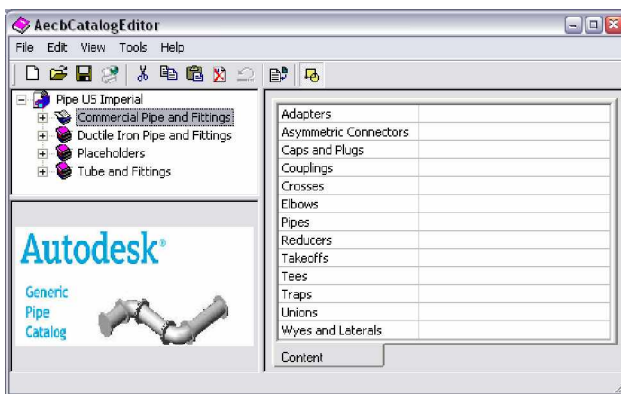 AecbCatalogEditor
File Edit View Tools Help
Pipe US Imperial
Commercial Pipe and Fittings
Ductile Iron Pipe and Fittings
Placeholders
Tube and Fittings
Autodesk®
Generic
Pipe
Catalog
Adapters
Asymmetric Connectors
Caps and Plugs
Couplings
Crosses
Elbows
Pipes
Reducers
Takeoffs
Tees
Traps
Unions
Wyes and Laterals
Content